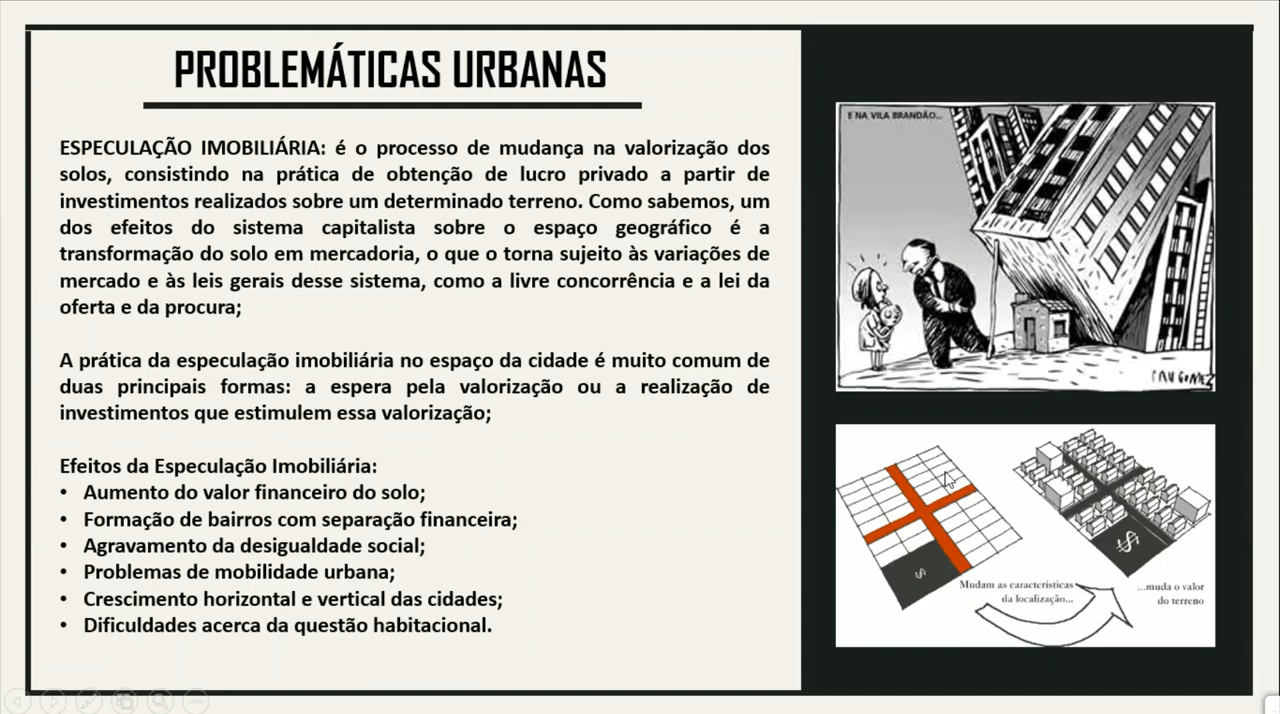 PROBLEMÁTICAS URBANAS
ESPECULAÇÃO IMOBILIÁRIA: é o processo de mudança na valorização dos
solos, consistindo na prática de obtenção de lucro privado a partir de
investimentos realizados sobre um determinado terreno. Como sabemos, um
dos efeitos do sistema capitalista sobre o espaço geográfico é a
transformação do solo em mercadoria, o que o torna sujeito às variações de
mercado e às leis gerais desse sistema, como a livre concorrência e a lei da
oferta e da procura;
A prática da especulação imobiliária no espaço da cidade é muito comum de
duas principais formas: a espera pela valorização ou a realização de
investimentos que estimulem essa valorização;
Efeitos da Especulação Imobiliária:
• Aumento do valor financeiro do solo;
• Formação de bairros com separação financeira;
• Agravamento da desigualdade social;
• Problemas de mobilidade urbana;
• Crescimento horizontal e vertical das cidades;
• Dificuldades acerca da questão habitacional.
E NA VILA BRANDÃO...
CAU GOMEZ
$
$
Mudam as características
da localização...
...muda o valor
do terreno